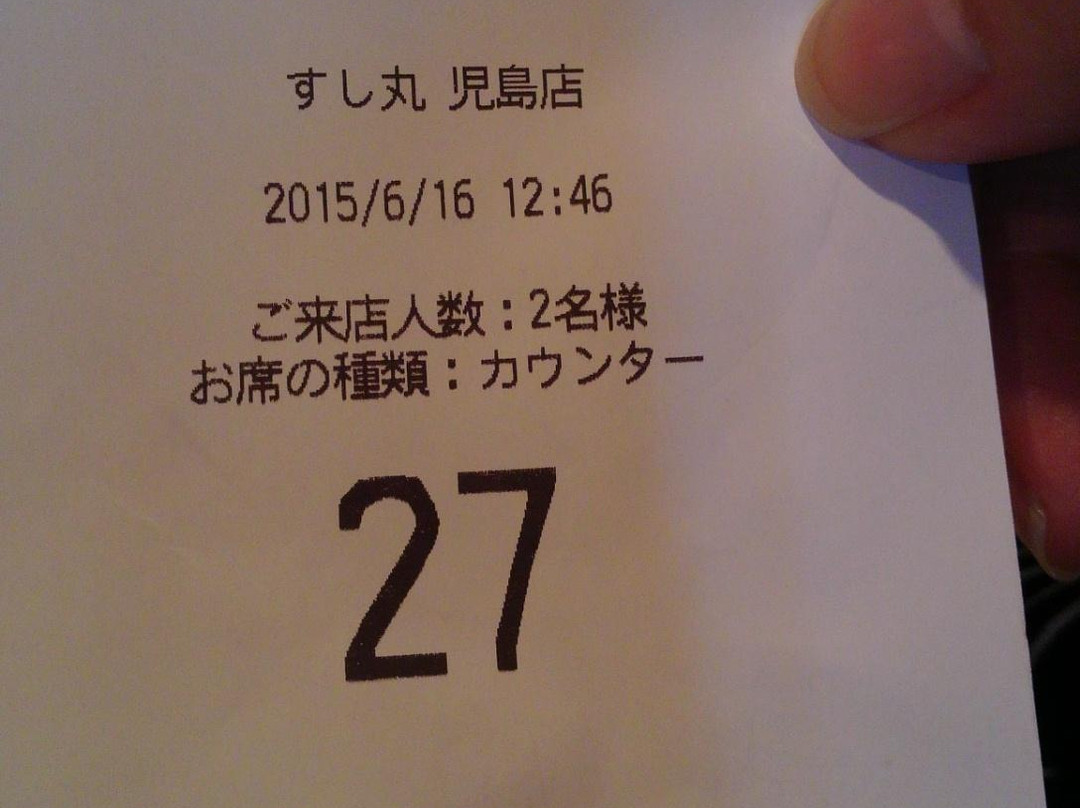 すし丸 児島店
2015/6/16 12:46
ご来店人数：2名様
お席の種類：カウンター
27